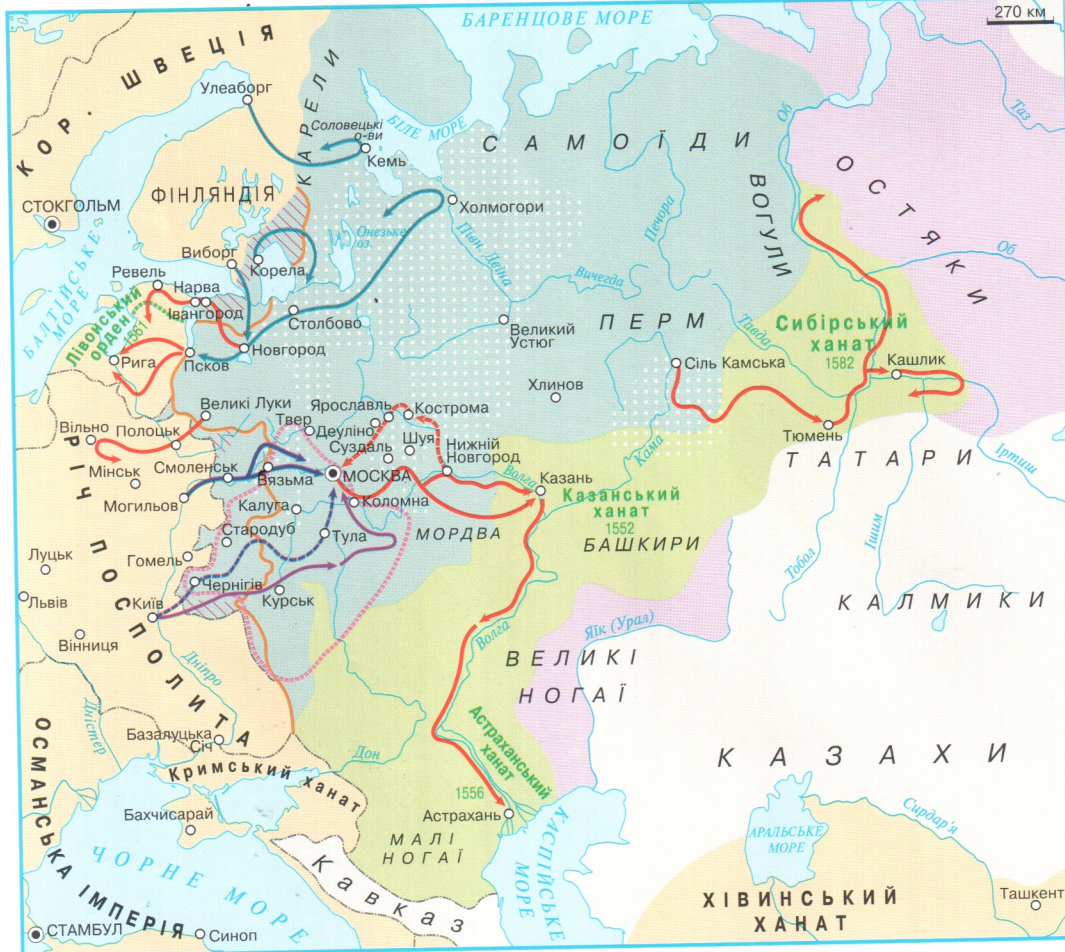 БАРЕНЦОВЕ МОРЕ
270 км
КОР. ШВЕЦІЯ
Улеаборг
КАРЕЛИ
Соловецькі
о-ви
БІЛЕ МОРЕ
Кемь
САМОЇДИ
Об
Таз
ФІНЛЯНДІЯ
СТОКГОЛЬМ
Холмогори
ВОГУЛИ
ОСТЯКИ
Онезьке
оз.
Півн. Двіна
Печора
Об
БАЛТІЙСЬКЕ
МОРЕ
Виборг
Корела
Ревель
Нарва
Івангород
Вичегда
Столбово
Великий
Устюг
ПЕРМ
Тавда
Сибірський
ханат
1582
Лівонський
орден
1561
Рига
Псков
Новгород
Сіль Камська
Кашлик
Хлинов
Великі Луки
Ярославль
Кострома
Твер
Деуліно
Вільно
Полоцьк
Суздаль
Шуя
Нижній
Новгород
Тюмень
Мінськ
Смоленськ
Вязьма
МОСКВА
Волга
Кама
ТАТАРИ
Іртиш
Могильов
Казань
Казанський
ханат
1552
Калуга
Коломна
Стародуб
Тула
МОРДВА
БАШКИРИ
Луцьк
Гомель
Тобол
Ішим
Чернігів
Львів
Київ
Курськ
КАЛМИКИ
РІЧ ПОСПОЛИТА
Вінниця
Волга
Яїк (Урал)
ВЕЛИКІ
НОГАЇ
Дніпро
Дністер
Базалуцька
Січ
Дон
Астраханський
ханат
КАЗАХИ
Кримський ханат
1556
ОСМАНСЬКА ІМПЕРІЯ
Бахчисарай
Астрахань
Сирдар'я
АРАЛЬСЬКЕ
МОРЕ
МАЛІ
НОГАЇ
КАСПІЙСЬКЕ
МОРЕ
ЧОРНЕ МОРЕ
Кавказ
ХІВИНСЬКИЙ
ХАНАТ
Ташкент
СТАМБУЛ
Синоп